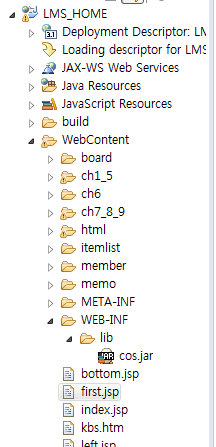 LMS_HOME
3.1 Deployment Descriptor: LM
Loading descriptor for LMS
JAX-WS Web Services
Java Resources
JavaScript Resources
build
WebContent
board
ch1_5
ch6
ch7_8_9
html
itemlist
member
memo
META-INF
WEB-INF
lib
cos.jar
bottom.jsp
first.jsp
index.jsp
kbs.htm
left.jsp